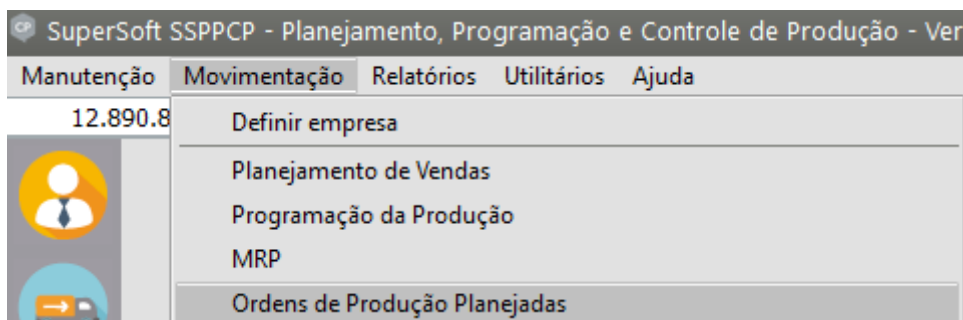 CP SuperSoft SSPPCP - Planejamento, Programação e Controle de Produção - Ver
Manutenção Movimentação Relatórios Utilitários Ajuda
12.890.8
Definir empresa
Planejamento de Vendas
Programação da Produção
MRP
Ordens de Produção Planejadas